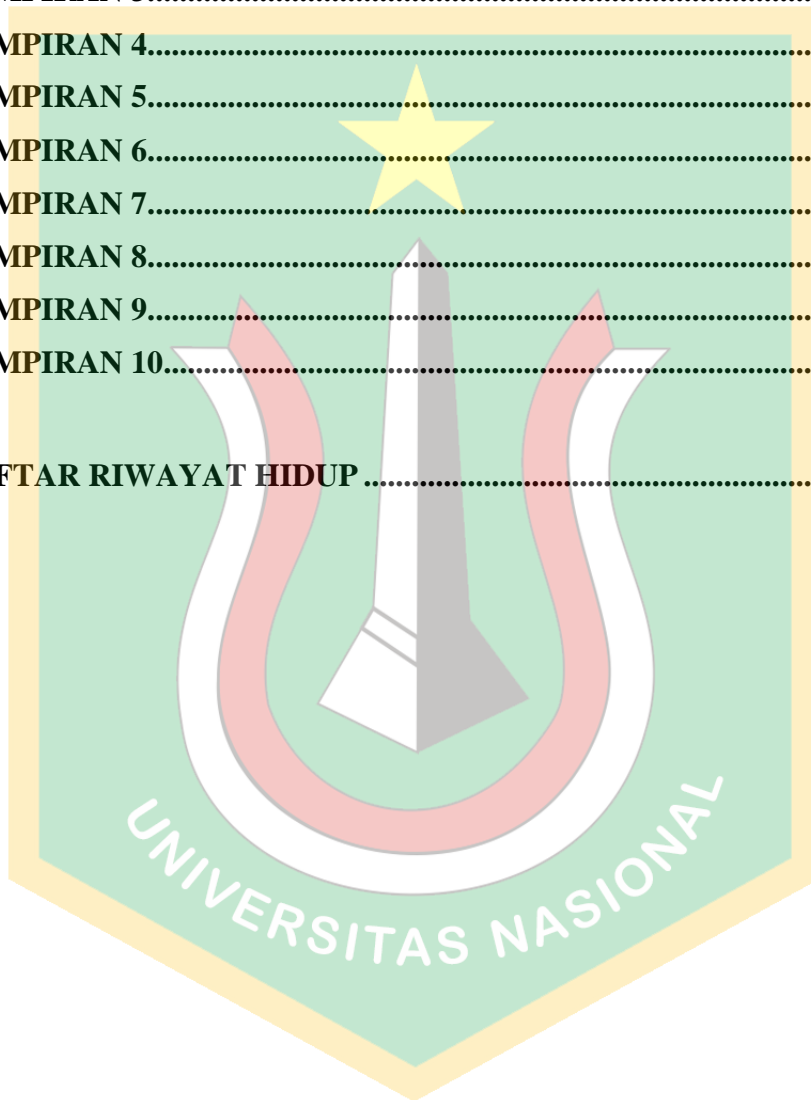 MPIRAN 4
MPIRAN 5
MPIRAN 6
MPIRAN 7
MPIRAN 8
MPIRAN 9
MPIRAN 10
FTAR RIWAYAT HIDUP
UNIVERSITAS NASIONAL